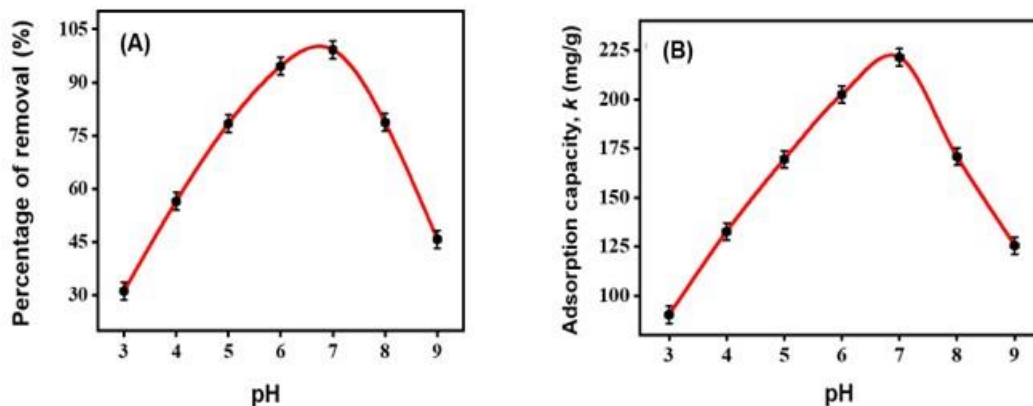 (A)
Percentage of removal (%)
105
90
75
60
45
30
3 4 5 6 7 8 9
pH
(B)
Adsorption capacity, k (mg/g)
225
200
175
150
125
100
3 4 5 6 7 8 9
pH